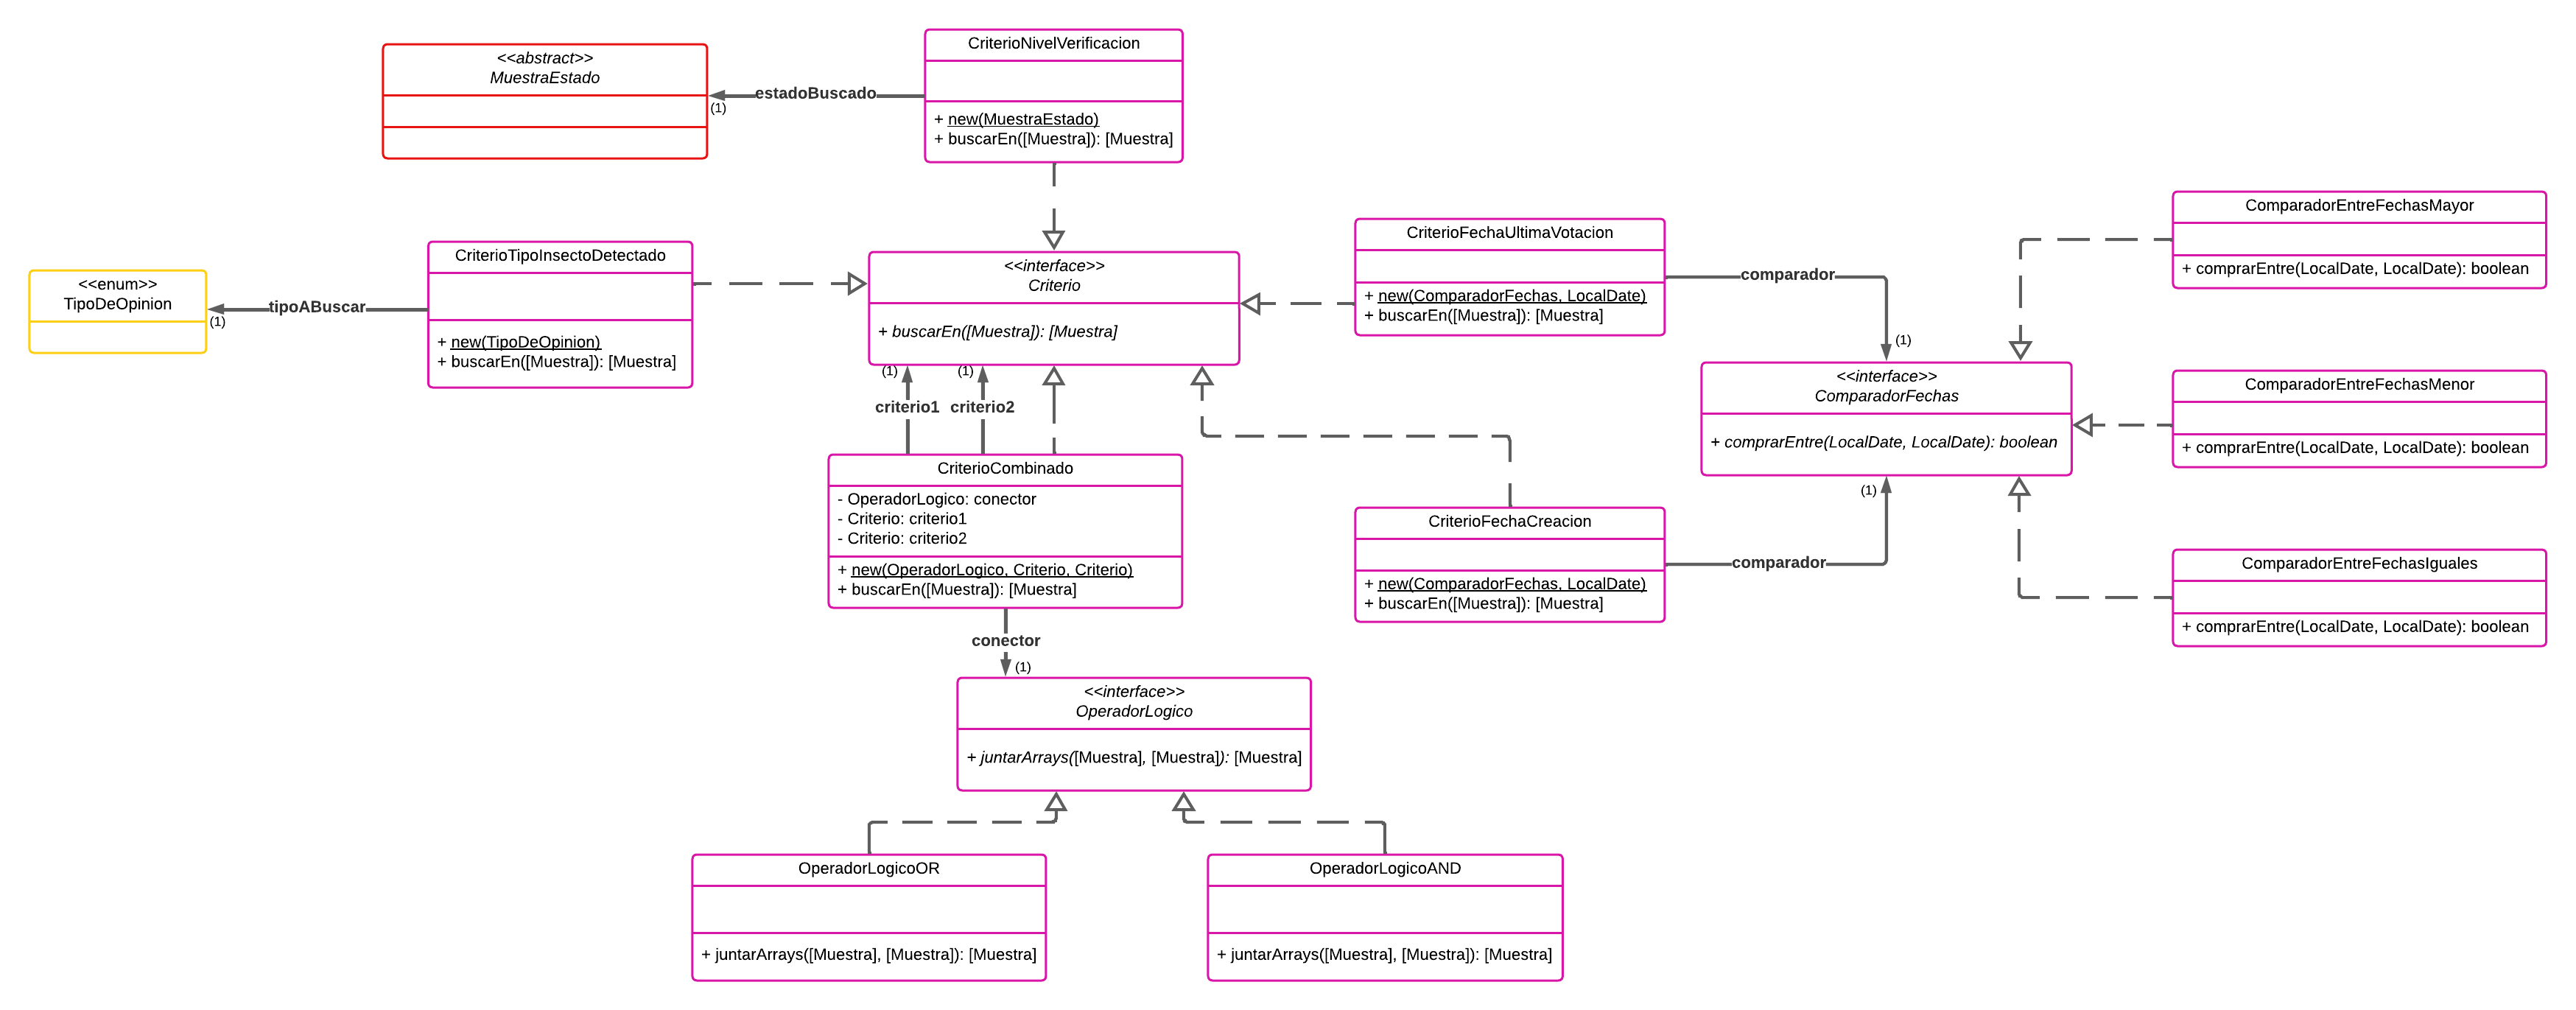 <<abstract>>
MuestraEstado
(1)
estadoBuscado
CriterioNivelVerificacion
+ new(MuestraEstado)
+ buscarEn([Muestra]): [Muestra]
<<enum>>
TipoDeOpinion
(1)
tipoABuscar
CriterioTipoInsectoDetectado
+ new(TipoDeOpinion)
+ buscarEn([Muestra]): [Muestra]
<<interface>>
Criterio
+ buscarEn([Muestra]): [Muestra]
CriterioFechaUltimaVotacion
+ new(ComparadorFechas, LocalDate)
+ buscarEn([Muestra]): [Muestra]
comparador
(1)
ComparadorEntreFechasMayor
+ comprarEntre(LocalDate, LocalDate): boolean
<<interface>>
ComparadorFechas
+ comprarEntre(LocalDate, LocalDate): boolean
ComparadorEntreFechasMenor
+ comprarEntre(LocalDate, LocalDate): boolean
(1)
(1)
criterio1
criterio2
CriterioCombinado
- OperadorLogico: conector
- Criterio: criterio1
- Criterio: criterio2
+ new(OperadorLogico, Criterio, Criterio)
+ buscarEn([Muestra]): [Muestra]
CriterioFechaCreacion
+ new(ComparadorFechas, LocalDate)
+ buscarEn([Muestra]): [Muestra]
(1)
comparador
ComparadorEntreFechasIguales
+ comprarEntre(LocalDate, LocalDate): boolean
conector
(1)
<<interface>>
OperadorLogico
+ juntarArrays([Muestra], [Muestra]): [Muestra]
OperadorLogicoOR
+ juntarArrays([Muestra], [Muestra]): [Muestra]
OperadorLogicoAND
+ juntarArrays([Muestra], [Muestra]): [Muestra]